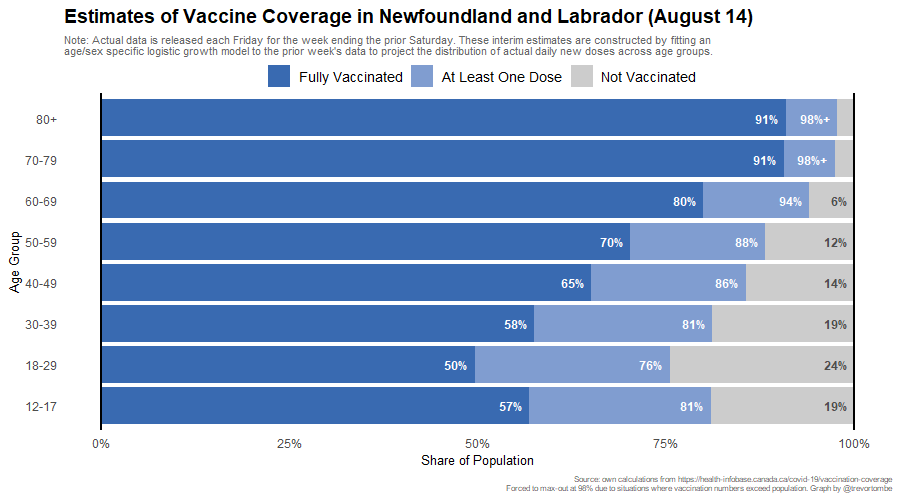 Estimates of Vaccine Coverage in Newfoundland and Labrador (August 14)
Note: Actual data is released each Friday for the week ending the prior Saturday. These interim estimates are constructed by fitting an
age/sex specific logistic growth model to the prior week's data to project the distribution of actual daily new doses across age groups.
Fully Vaccinated At Least One Dose Not Vaccinated
80+ 91% 98%+
70-79 91% 98%+
60-69 80% 94% 6%
50-59 70% 88% 12%
Age Group
40-49 65% 86% 14%
30-39 58% 81% 19%
18-29 50% 76% 24%
12-17 57% 81% 19%
0% 25% 50% 75% 100%
Share of Population
Source: own calculations from https://health-infobase.canada.ca/covid-19/vaccination-coverage
Forced to max-out at 98% due to situations where vaccination numbers exceed population. Graph by @trevortombe